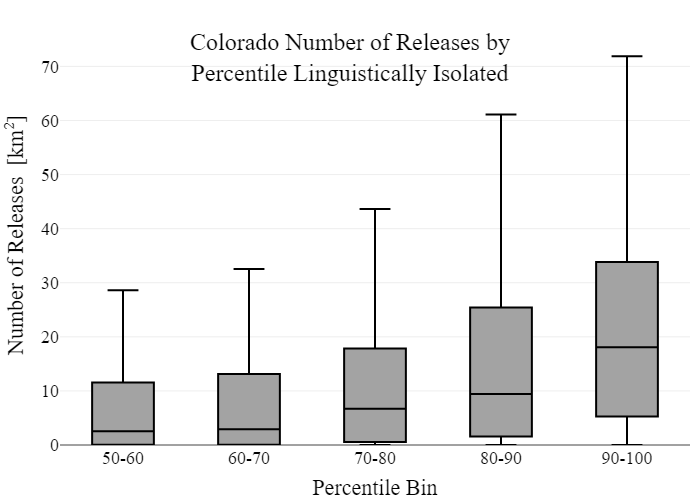 Colorado Number of Releases by
Percentile Linguistically Isolated
Number of Releases [km²]
70
60
50
40
30
20
10
0
50-60 60-70 70-80 80-90 90-100
Percentile Bin